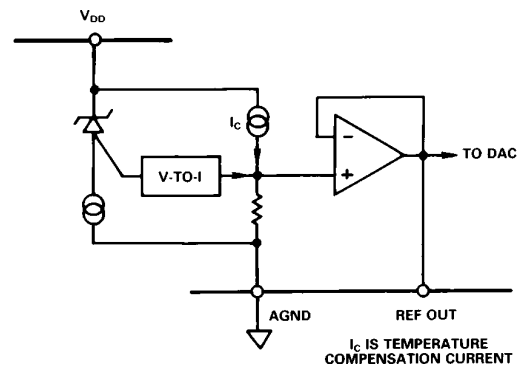 VDD
IC
V-TO-I
−
+
TO DAC
AGND
REF OUT
IC IS TEMPERATURE
COMPENSATION CURRENT